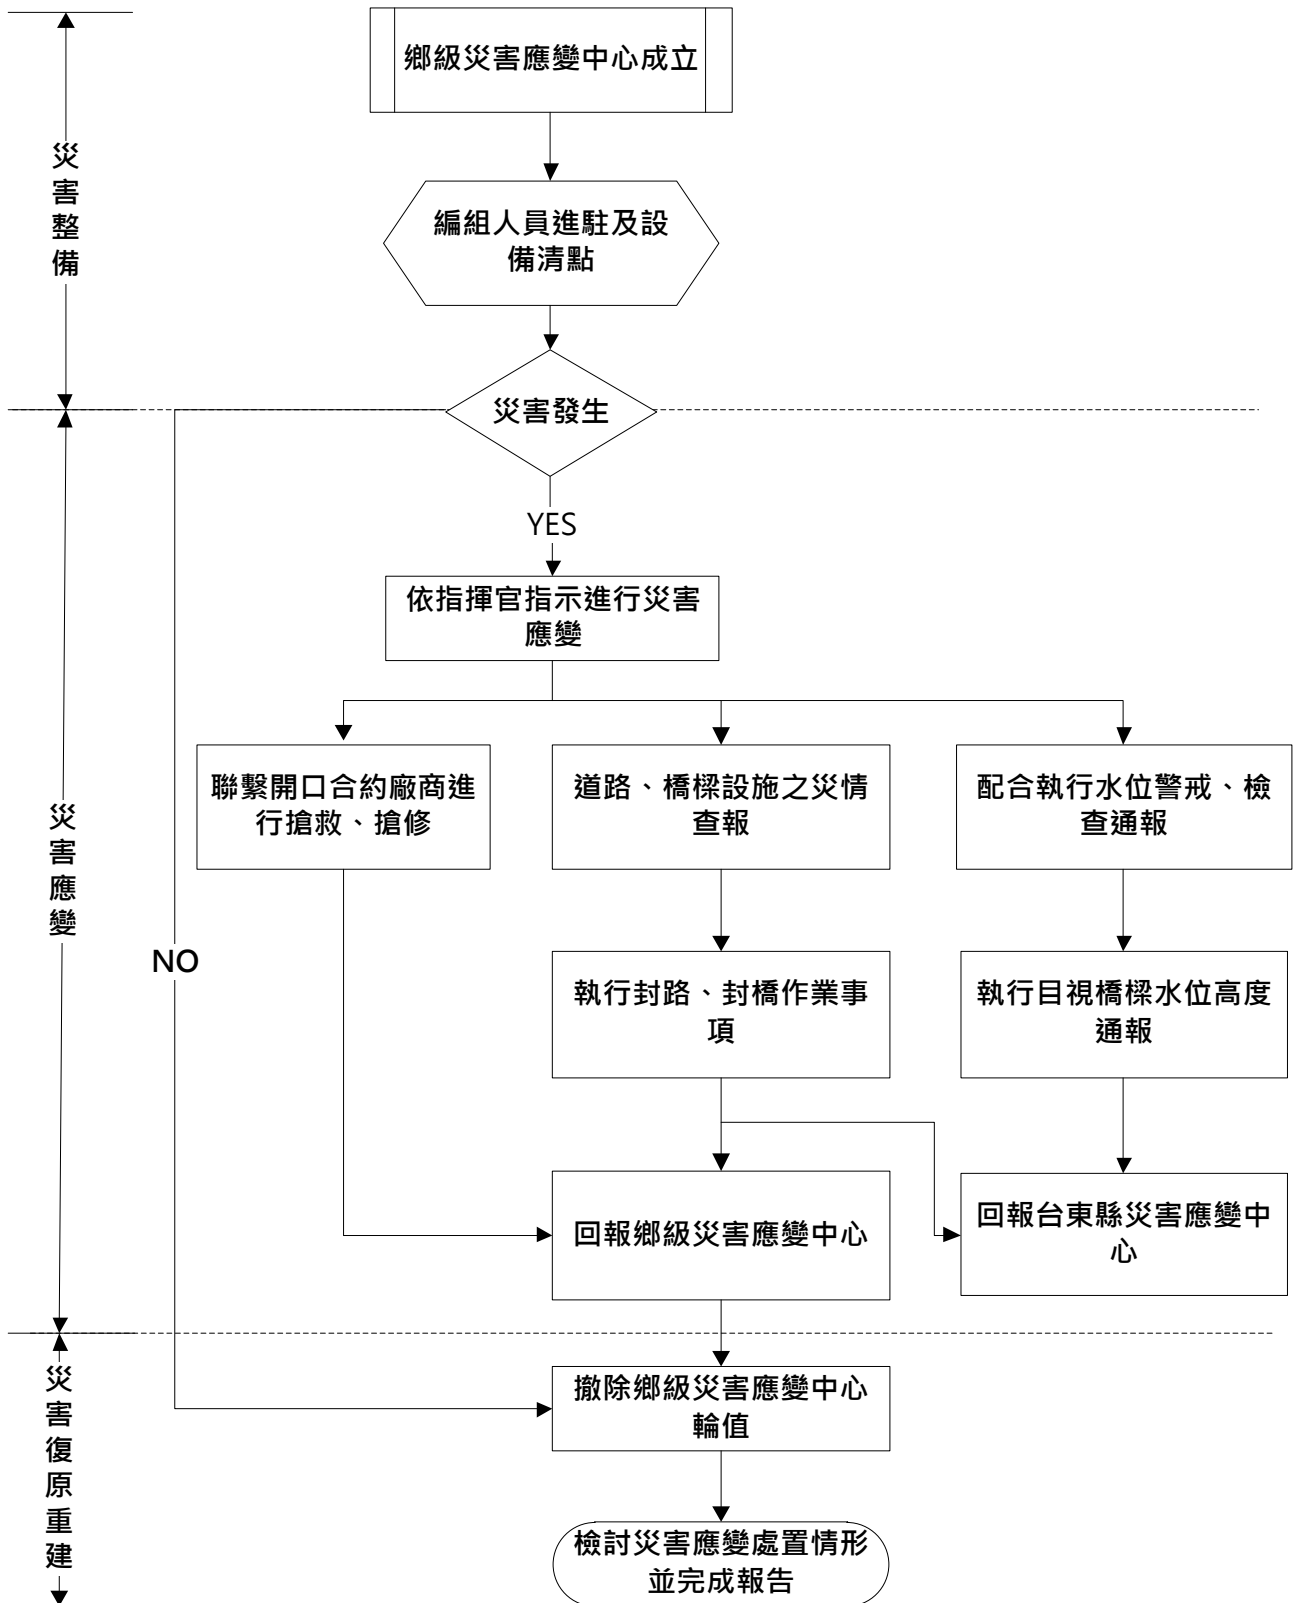 鄉級災害應變中心成立
災害整備
編組人員進駐及設
備清點
災害發生
YES
依指揮官指示進行災害
應變
聯繫開口合約廠商進
行搶救、搶修
道路、橋樑設施之災情
查報
配合執行水位警戒、檢
查通報
災害應變
NO
執行封路、封橋作業事
項
執行目視橋樑水位高度
通報
回報鄉級災害應變中心
回報台東縣災害應變中
心
災害復原重建
撤除鄉級災害應變中心
輪值
檢討災害應變處置情形
並完成報告